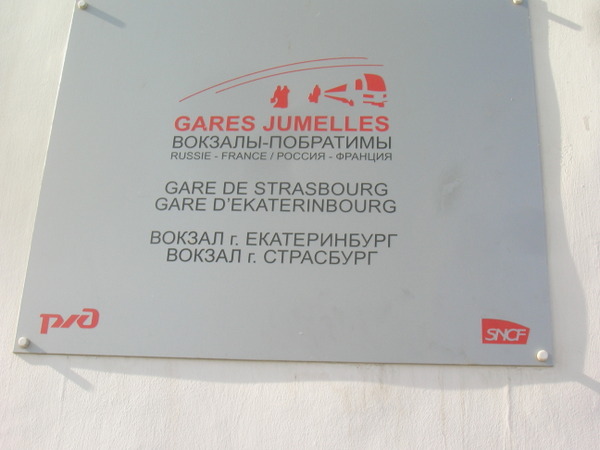 GARES JUMELLES
ВОКЗАЛЫ-ПОБРАТИМЫ
RUSSIE - FRANCE / РОССИЯ - ФРАНЦИЯ
GARE DE STRASBOURG
GARE D'EKATERINBOURG
ВОКЗАЛ г. ЕКАТЕРИНБУРГ
ВОКЗАЛ г. СТРАСБУРГ
ржд SNCF